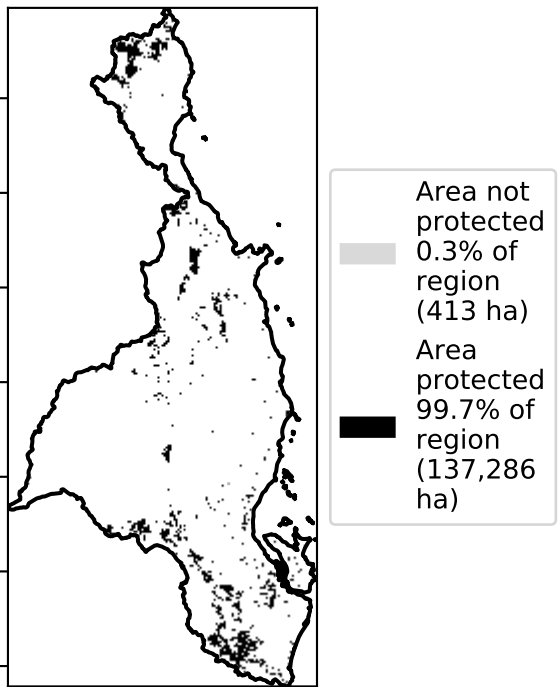 Area not
protected
0.3% of
region
(413 ha)
Area
protected
99.7% of
region
(137,286
ha)